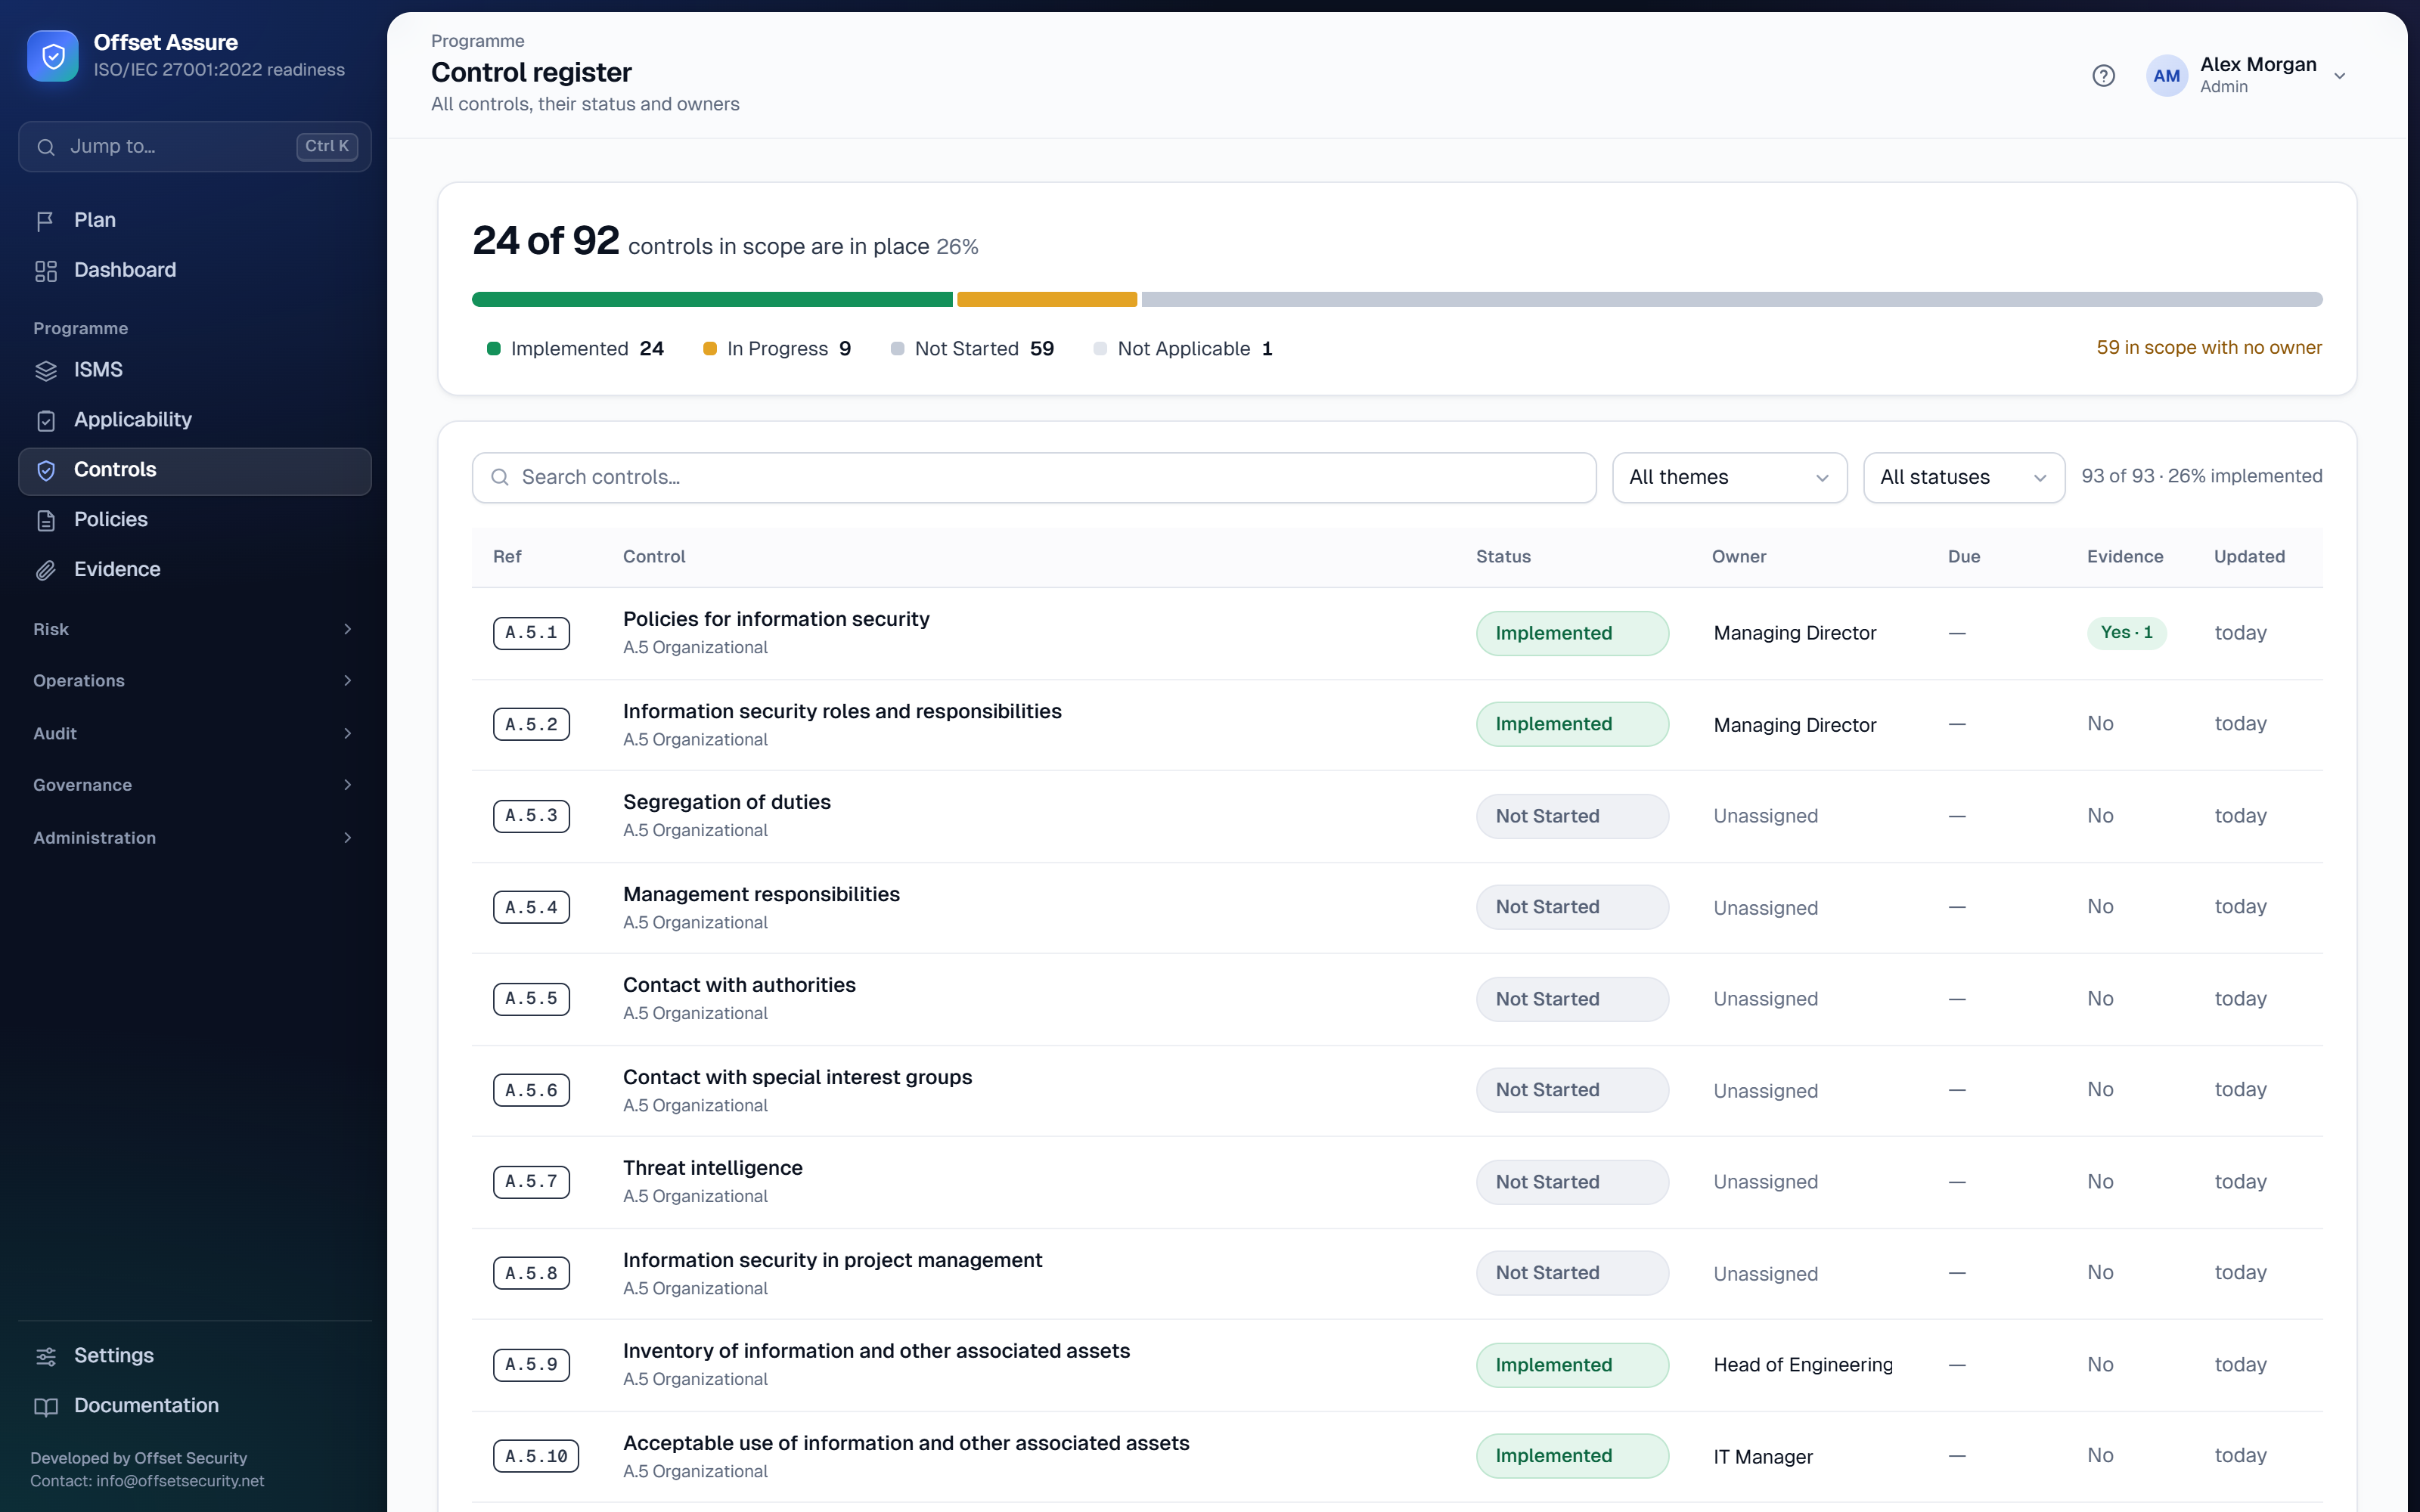 Offset Assure
ISO/IEC 27001:2022 readiness
Jump to...
Ctrl K
Plan
Dashboard
Programme
ISMS
Applicability
Controls
Policies
Evidence
Risk
Operations
Audit
Governance
Administration
Settings
Documentation
Developed by Offset Security
Contact: info@offsetsecurity.net
Programme
Control register
All controls, their status and owners
AM
Alex Morgan
Admin
24 of 92 controls in scope are in place 26%
Implemented 24 In Progress 9 Not Started 59 Not Applicable 1
59 in scope with no owner
Search controls...
All themes
All statuses
93 of 93 · 26% implemented
Ref Control Status Owner Due Evidence Updated
A.5.1 Policies for information security Implemented Managing Director — Yes · 1 today
A.5 Organizational
A.5.2 Information security roles and responsibilities Implemented Managing Director — No today
A.5 Organizational
A.5.3 Segregation of duties Not Started Unassigned — No today
A.5 Organizational
A.5.4 Management responsibilities Not Started Unassigned — No today
A.5 Organizational
A.5.5 Contact with authorities Not Started Unassigned — No today
A.5 Organizational
A.5.6 Contact with special interest groups Not Started Unassigned — No today
A.5 Organizational
A.5.7 Threat intelligence Not Started Unassigned — No today
A.5 Organizational
A.5.8 Information security in project management Not Started Unassigned — No today
A.5 Organizational
A.5.9 Inventory of information and other associated assets Implemented Head of Engineering — No today
A.5 Organizational
A.5.10 Acceptable use of information and other associated assets Implemented IT Manager — No today
A.5 Organizational